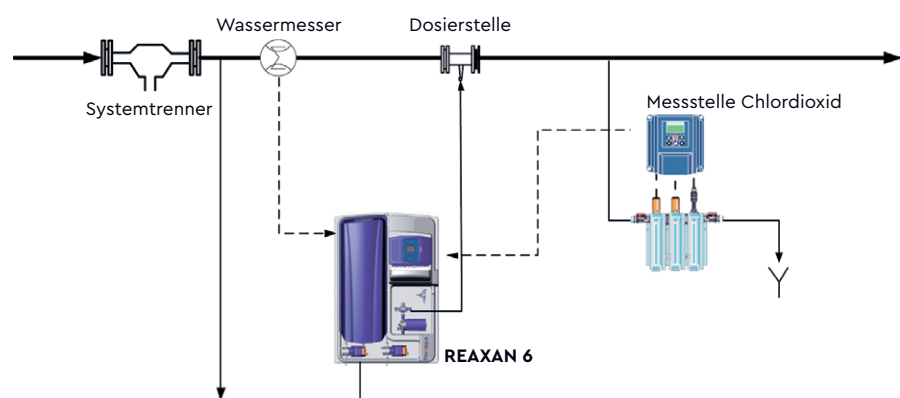 Wassermesser
Dosierstelle
Systemtrenner
Messstelle Chlordioxid
REAXAN 6